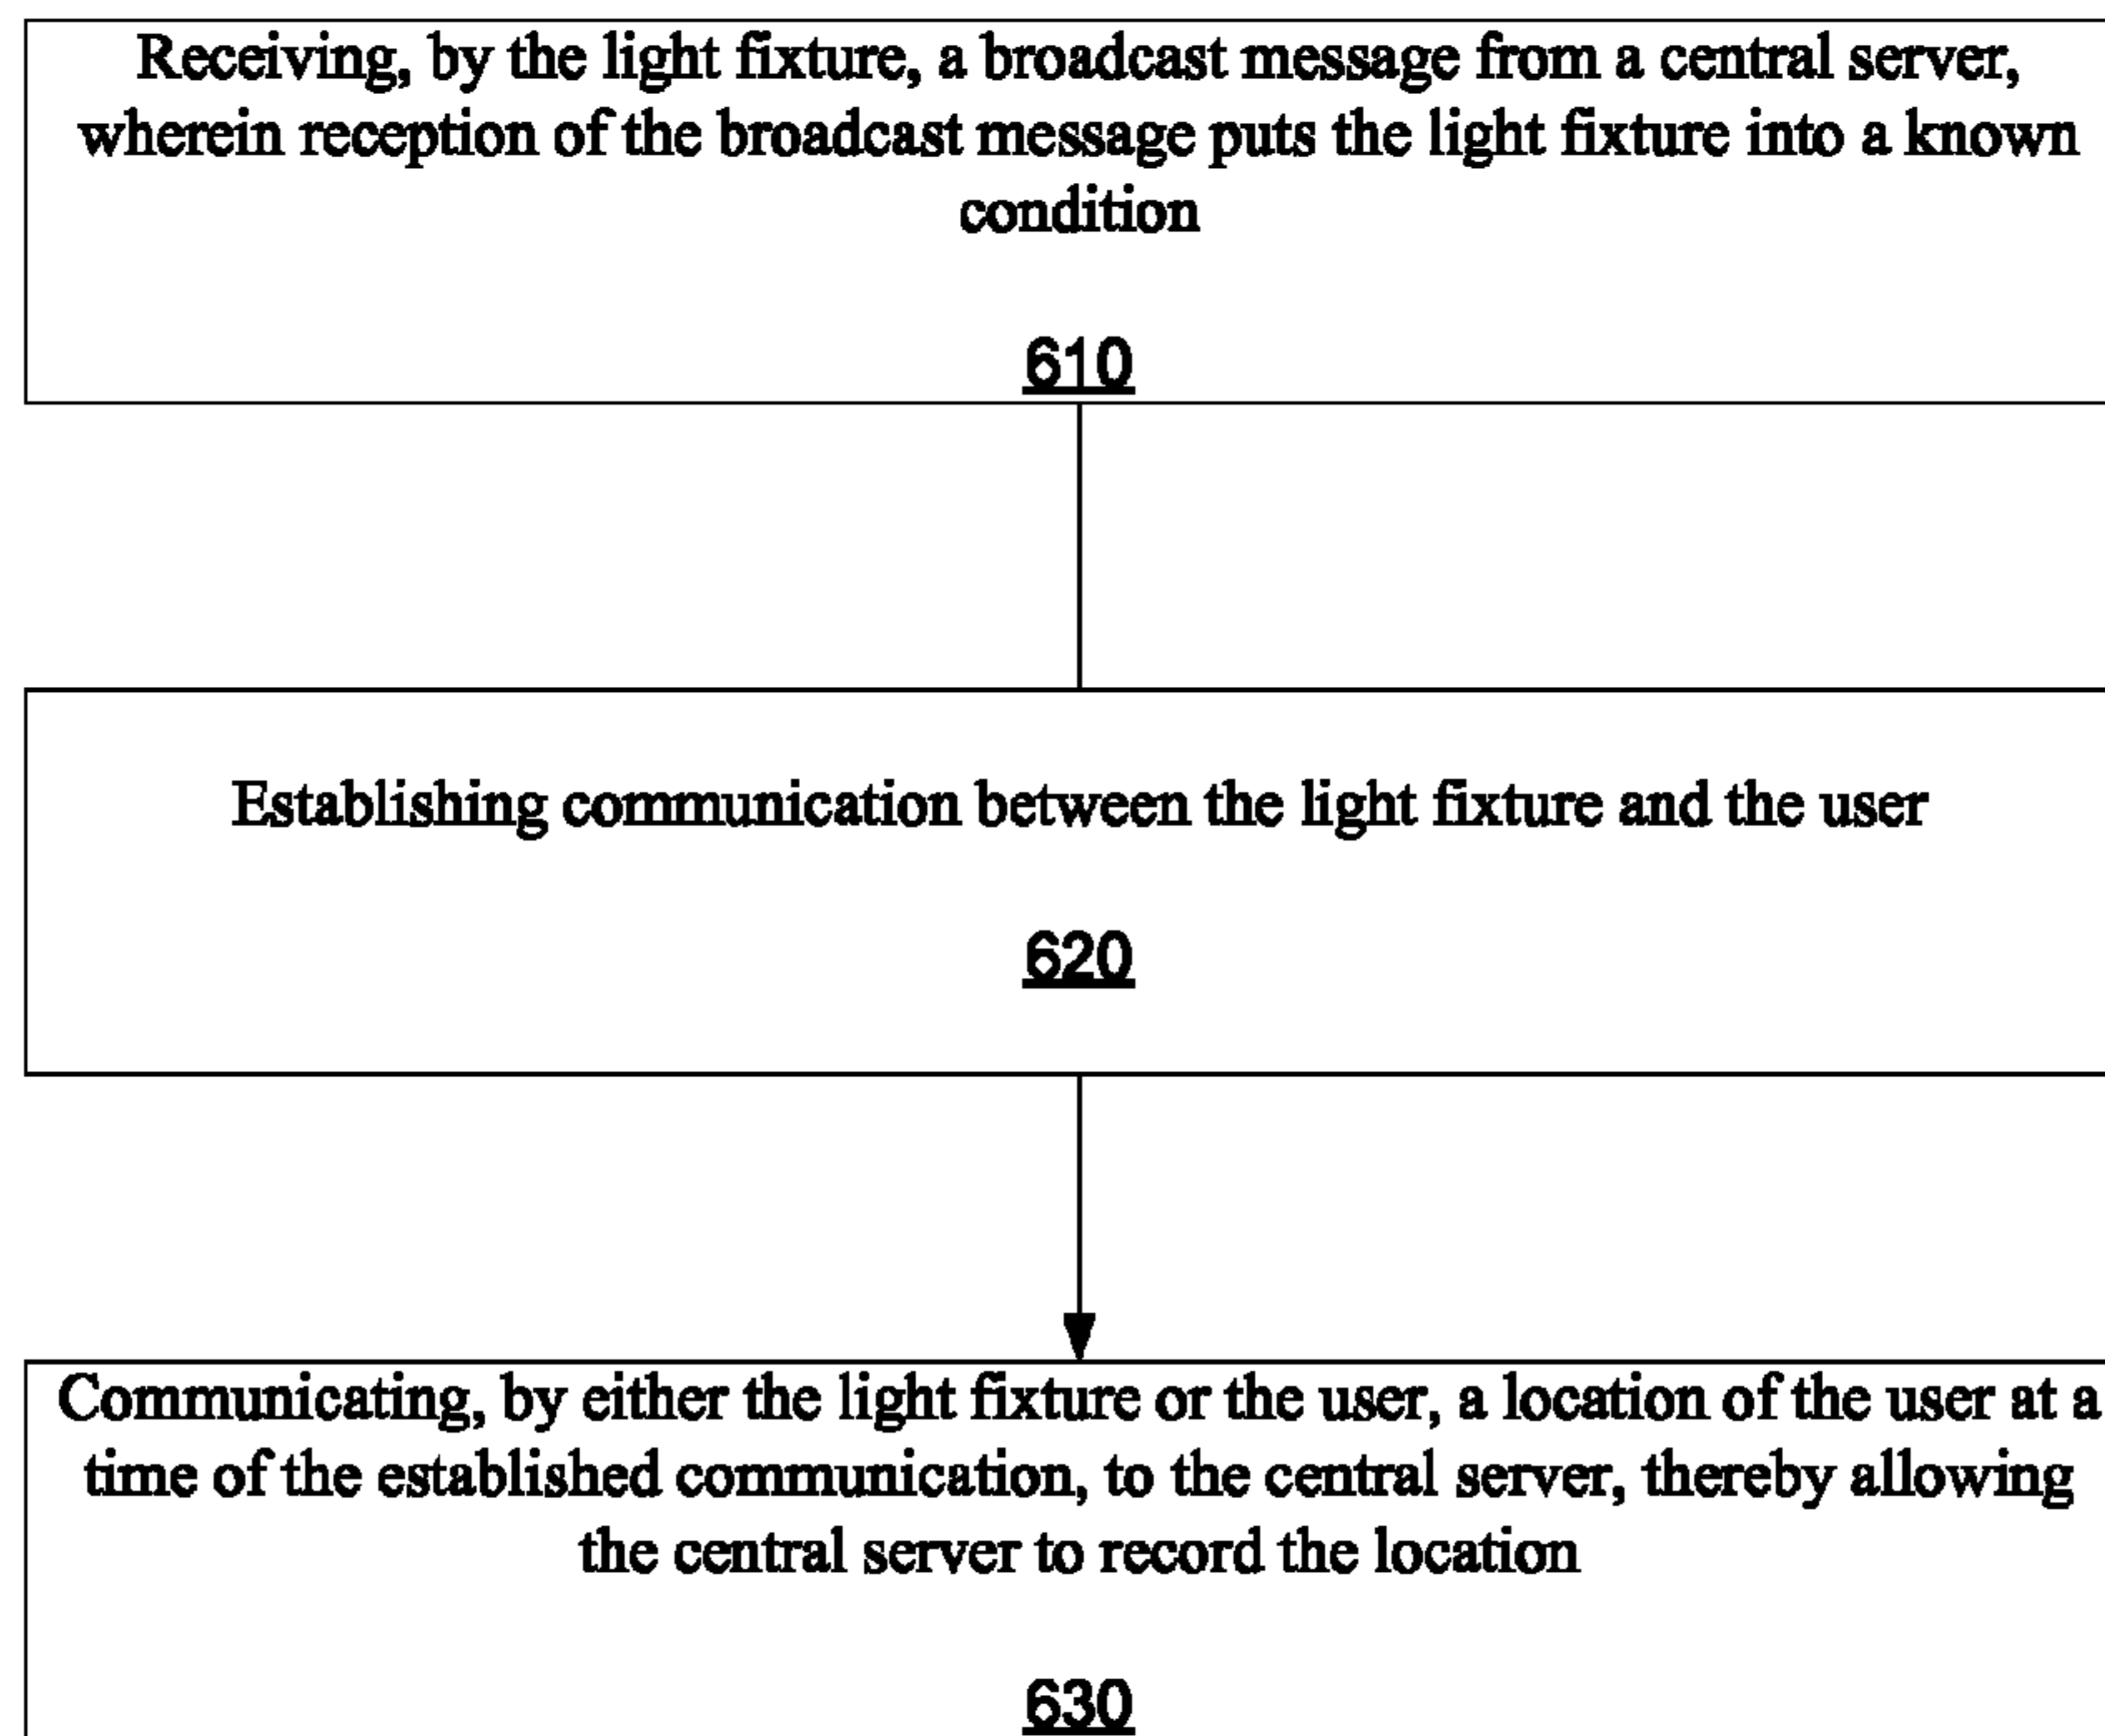 Receiving, by the light fixture, a broadcast message from a central server,
wherein reception of the broadcast message puts the light fixture into a known
condition
610
Establishing communication between the light fixture and the user
620
Communicating, by either the light fixture or the user, a location of the user at a
time of the established communication, to the central server, thereby allowing
the central server to record the location
630